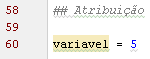 58 ## Atribuição
59
60 variavel = 5